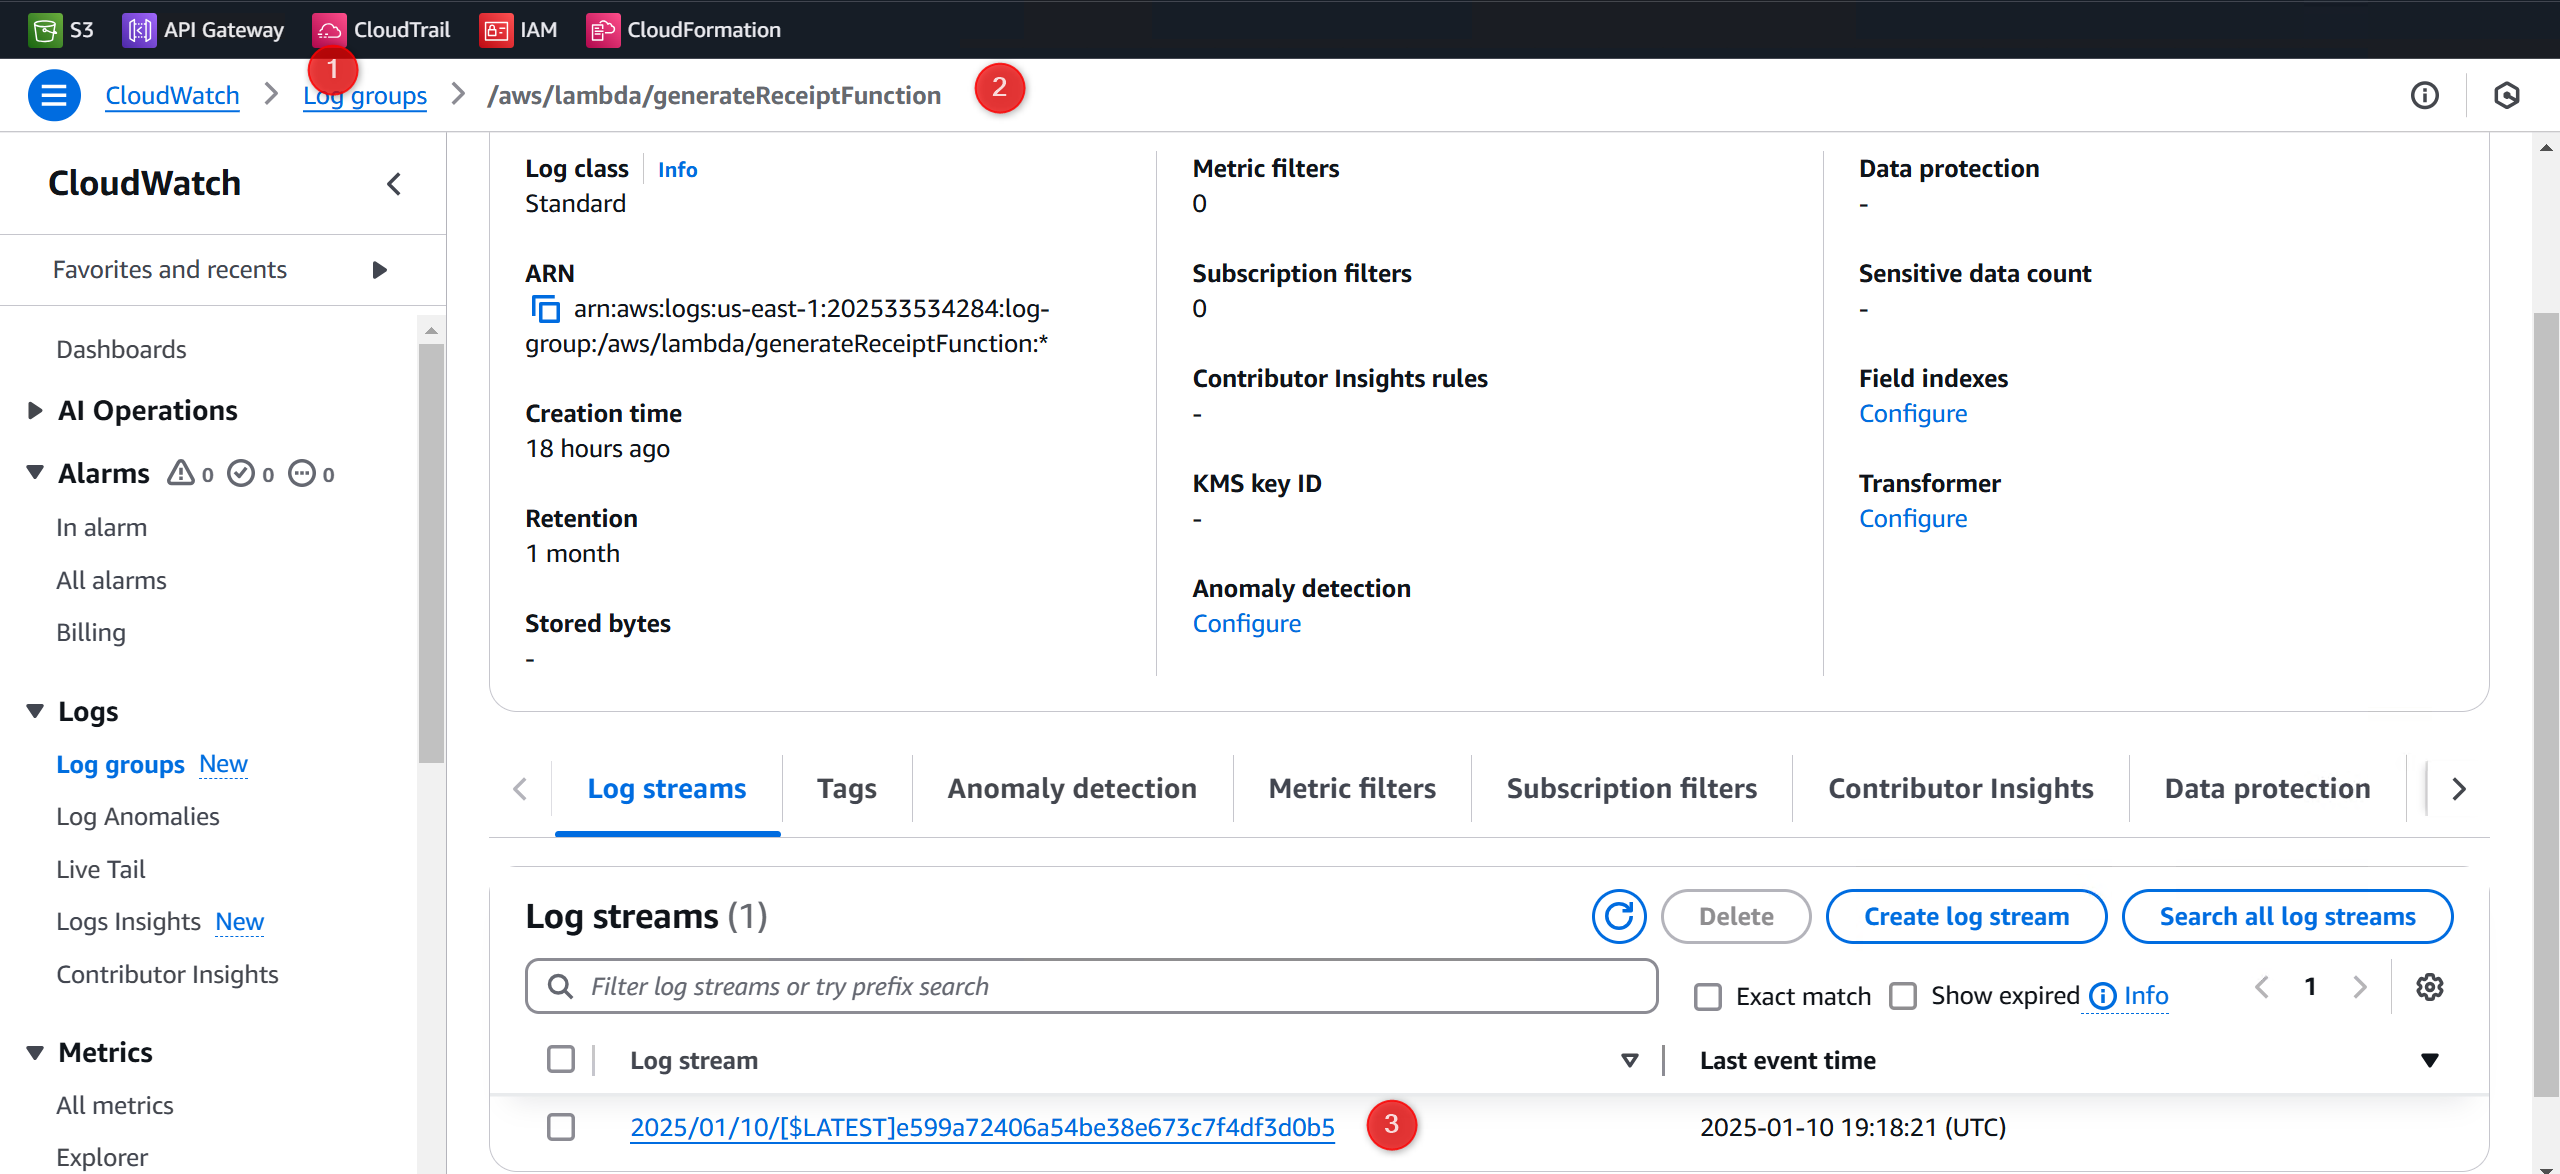 S3 API Gateway CloudTrail IAM CloudFormation
1
CloudWatch Log groups /aws/lambda/generateReceiptFunction 2
CloudWatch
Favorites and recents
Dashboards
AI Operations
Alarms 0 0 0
In alarm
All alarms
Billing
Logs
Log groups New
Log Anomalies
Live Tail
Logs Insights New
Contributor Insights
Metrics
All metrics
Explorer
Log class Info
Standard
ARN
arn:aws:logs:us-east-1:202533534284:log-
group:/aws/lambda/generateReceiptFunction:*
Creation time
18 hours ago
Retention
1 month
Stored bytes
-
Metric filters
0
Subscription filters
0
Contributor Insights rules
-
KMS key ID
-
Anomaly detection
Configure
Data protection
-
Sensitive data count
-
Field indexes
Configure
Transformer
Configure
Log streams Tags Anomaly detection Metric filters Subscription filters Contributor Insights Data protection
Log streams (1) Delete Create log stream Search all log streams
Filter log streams or try prefix search Exact match Show expired Info 1
Log stream Last event time
2025/01/10/[$LATEST]e599a72406a54be38e673c7f4df3d0b5 3 2025-01-10 19:18:21 (UTC)